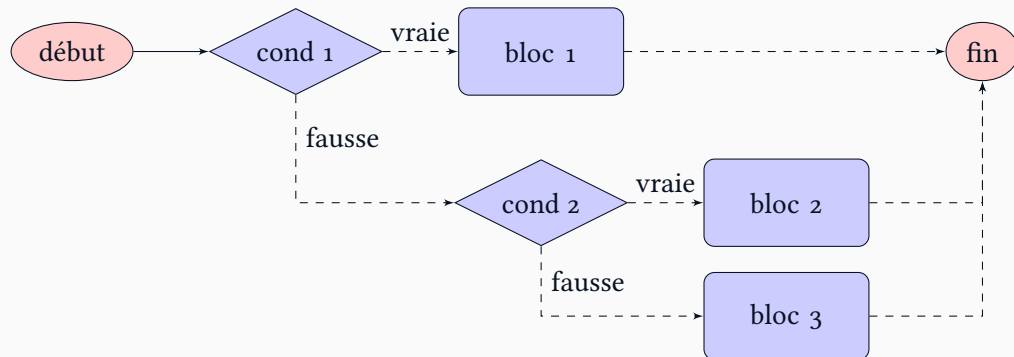 début
cond 1
vraie
bloc 1
fin
fausse
cond 2
vraie
bloc 2
fausse
bloc 3